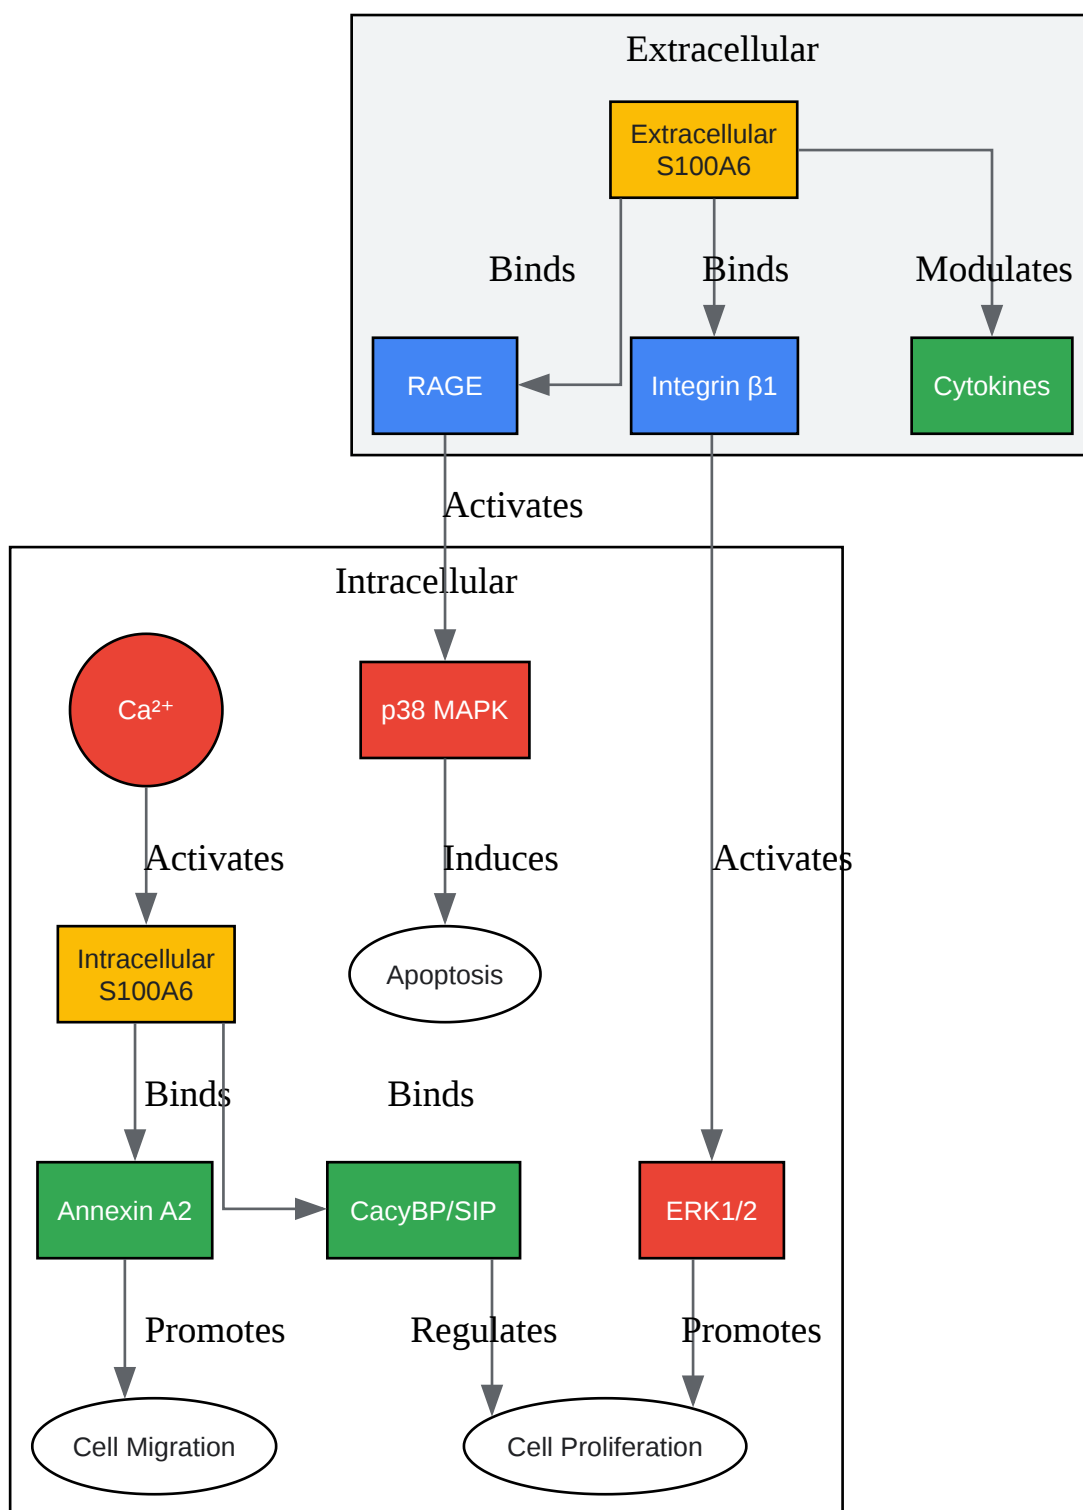 Extracellular
Extracellular
S100A6
Binds
Binds
Modulates
RAGE
Integrin β1
Cytokines
Activates
Intracellular
Ca²⁺
p38 MAPK
Activates
Induces
Activates
Intracellular
S100A6
Apoptosis
Binds
Binds
Annexin A2
CacyBP/SIP
ERK1/2
Promotes
Regulates
Promotes
Cell Migration
Cell Proliferation